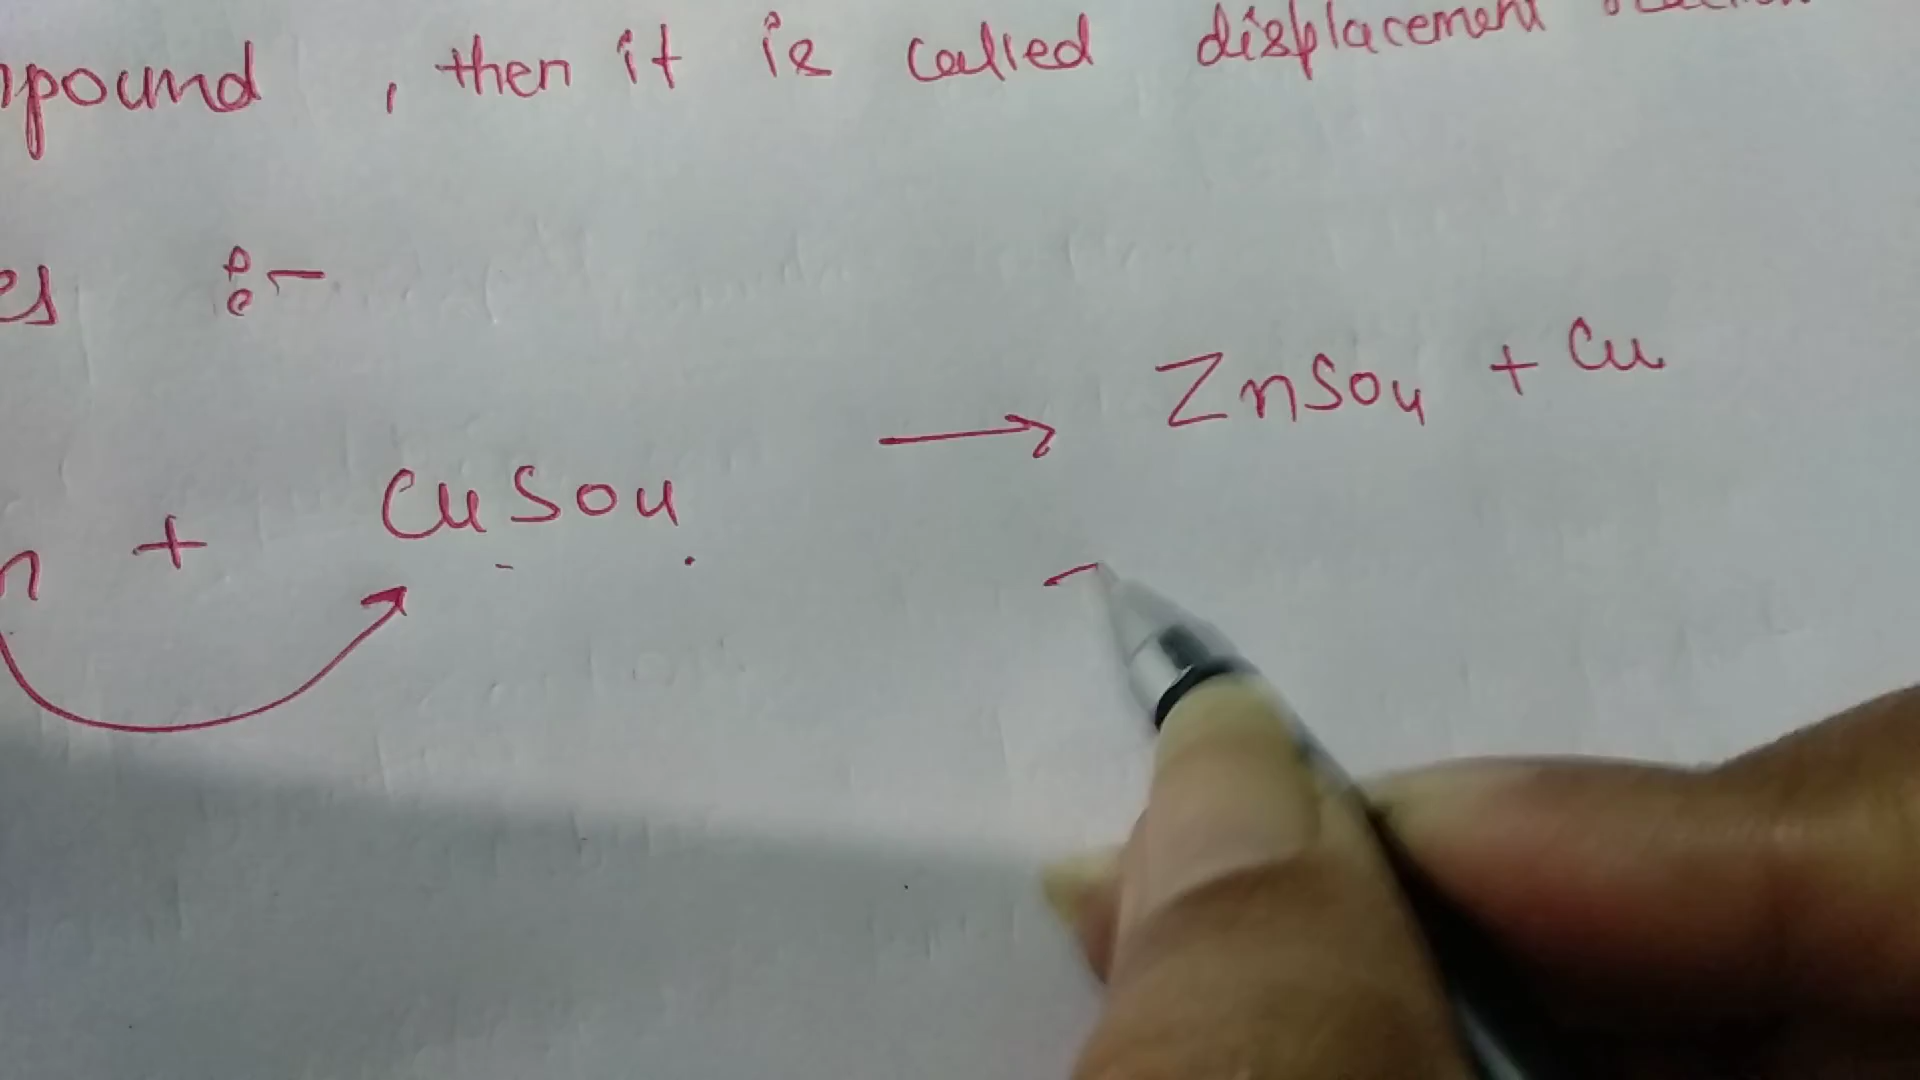 pound , then it is called displacement
es :-
n + CuSO4 → ZnSO4 + Cu